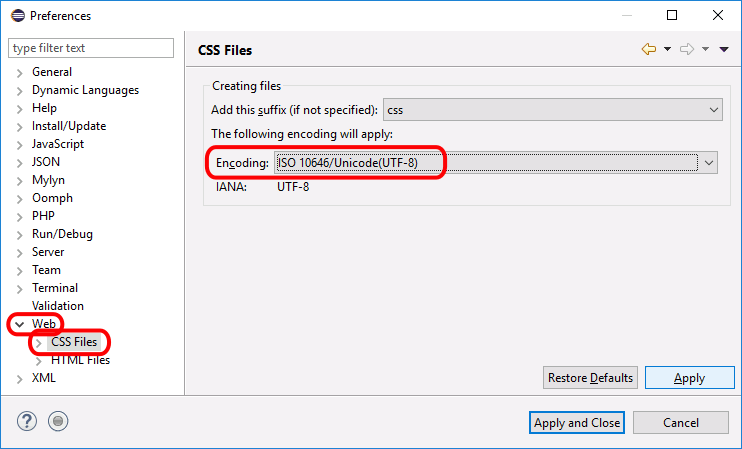 Preferences
type filter text
General
Dynamic Languages
Help
Install/Update
JavaScript
JSON
Mylyn
Oomph
PHP
Run/Debug
Server
Team
Terminal
Validation
Web
CSS Files
HTML Files
XML
CSS Files
Creating files
Add this suffix (if not specified): css
The following encoding will apply:
Encoding: ISO 10646/Unicode(UTF-8)
IANA: UTF-8
Restore Defaults Apply
? Apply and Close Cancel